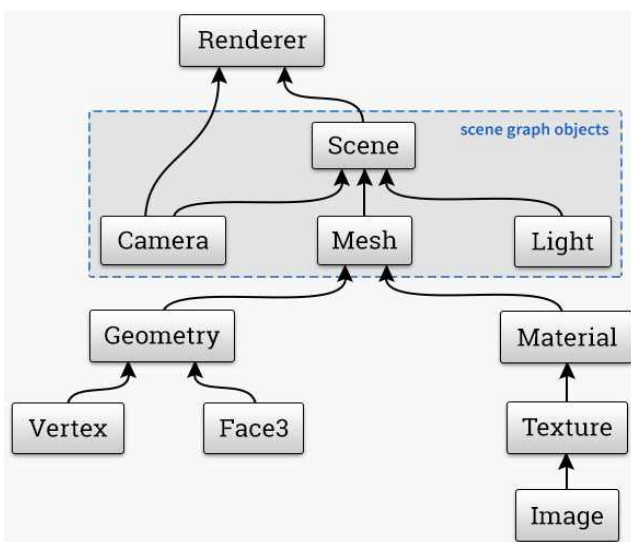 Renderer
scene graph objects
Scene
Camera
Mesh
Light
Geometry
Material
Vertex
Face3
Texture
Image